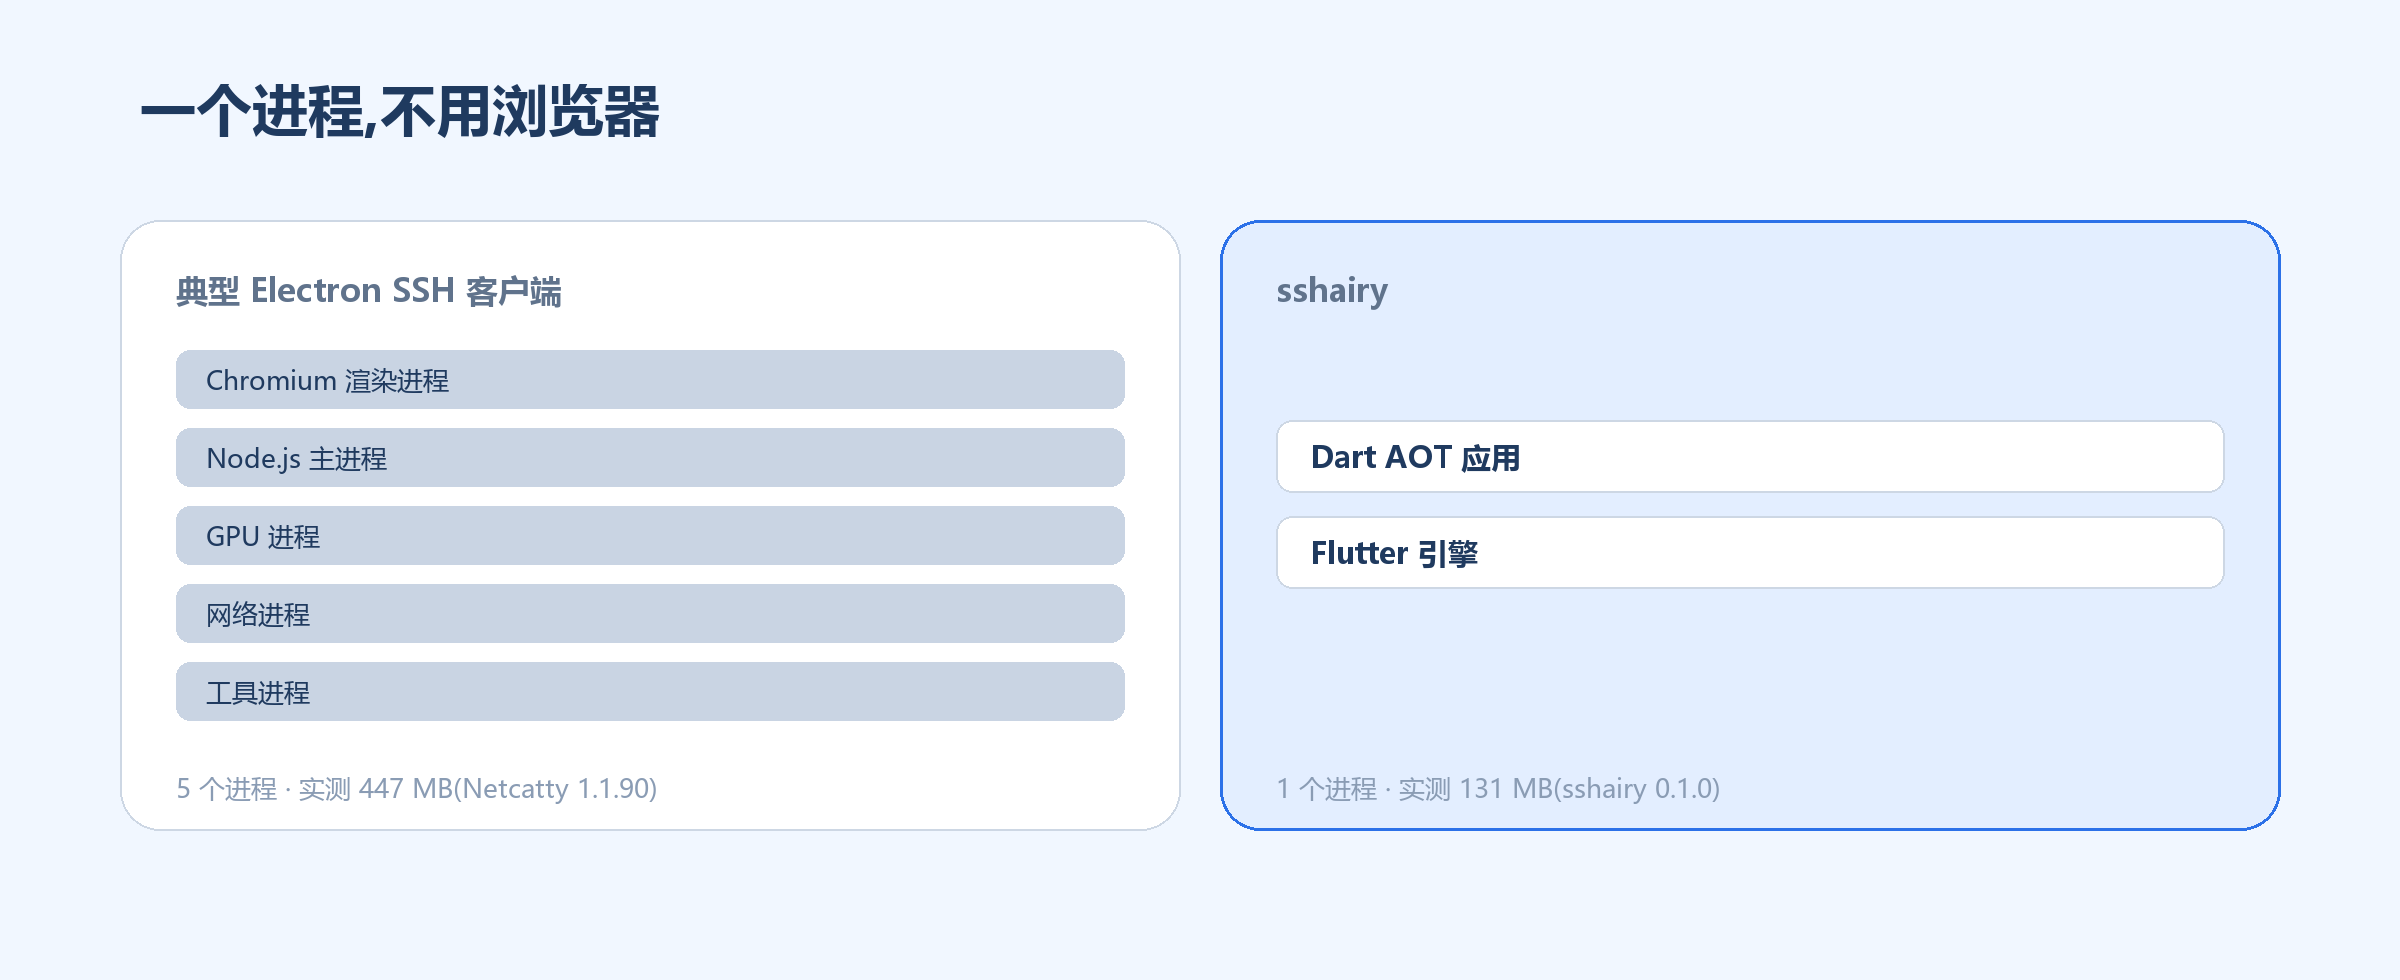 一个进程,不用浏览器
典型 Electron SSH 客户端
Chromium 渲染进程
Node.js 主进程
GPU 进程
网络进程
工具进程
5 个进程 · 实测 447 MB(Netcatty 1.1.90)
sshairy
Dart AOT 应用
Flutter 引擎
1 个进程 · 实测 131 MB(sshairy 0.1.0)